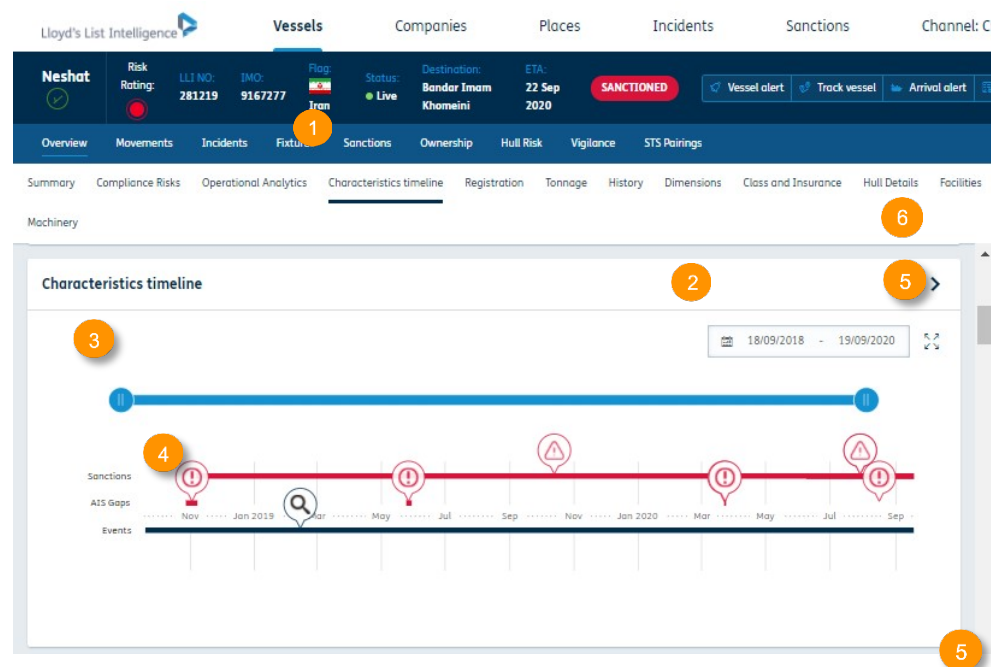 Lloyd's List Intelligence
Vessels Companies Places Incidents Sanctions Channel: C
Neshat
Risk Rating:
LLI NO: 281219
IMO: 9167277
Flag: Iran
Status: Live
Destination: Bandar Imam Khomeini
ETA: 22 Sep 2020
SANCTIONED
Vessel alert Track vessel Arrival alert
1
Overview Movements Incidents Fixture Sanctions Ownership Hull Risk Vigilance STS Pairings
Summary Compliance Risks Operational Analytics Characteristics timeline Registration Tonnage History Dimensions Class and Insurance Hull Details Facilities
Machinery
6
Characteristics timeline 2 5
3
18/09/2018 - 19/09/2020
4
Sanctions
AIS Gaps
Nov Jan 2019 Mar May Jul Sep Nov Jan 2020 Mar May Jul Sep
Events
5